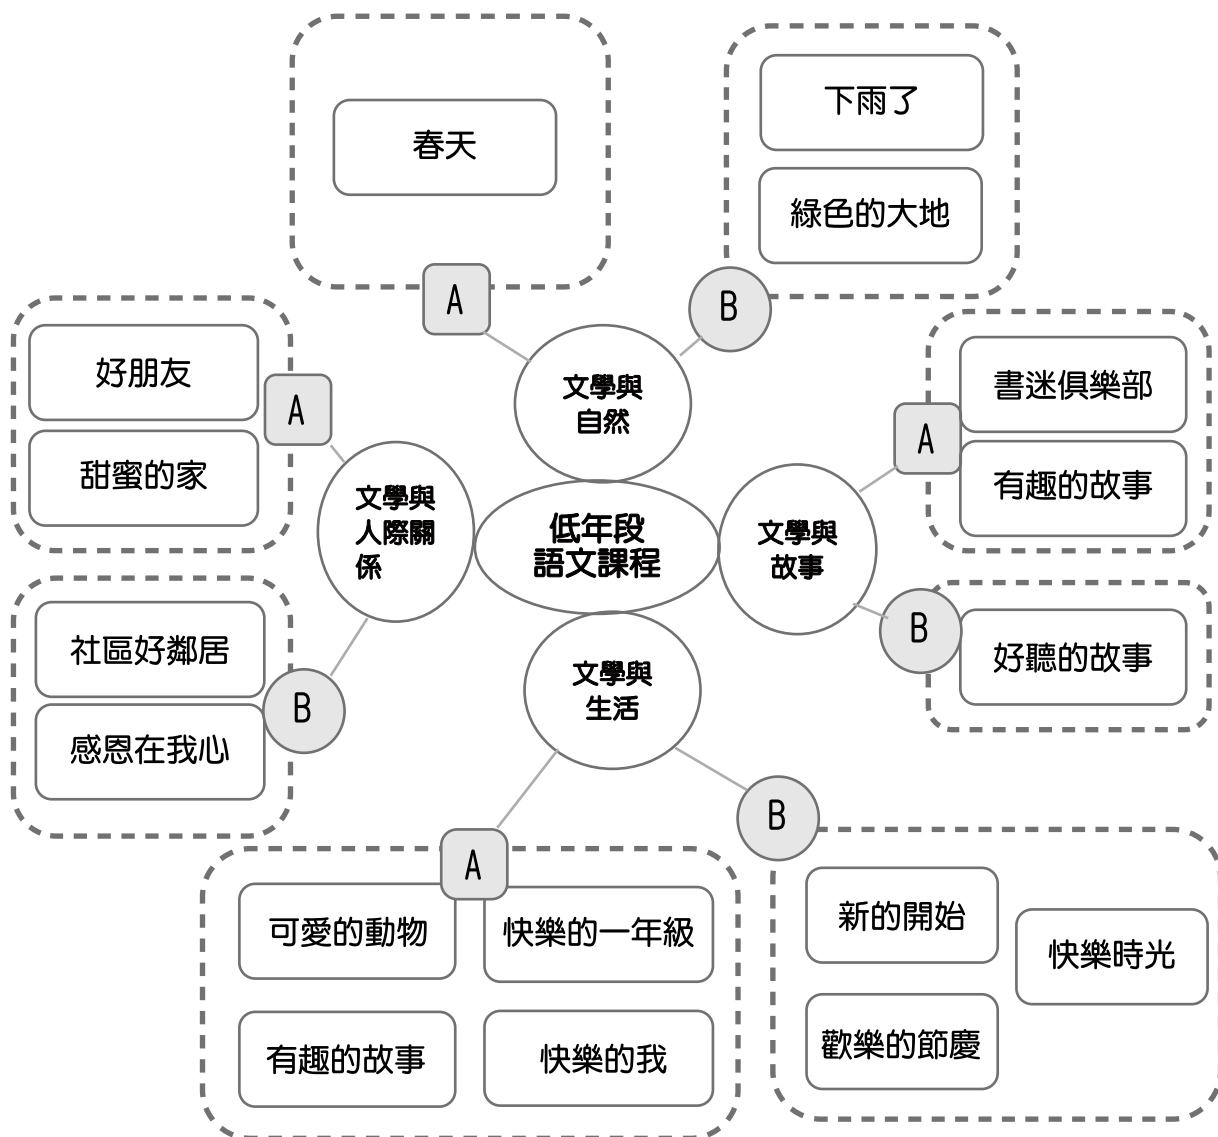 春天
A
下雨了
綠色的大地
B
好朋友
甜蜜的家
A
文學與
自然
書迷俱樂部
有趣的故事
A
文學與
人際關
係
低年段
語文課程
文學與
故事
好聽的故事
B
社區好鄰居
感恩在我心
B
文學與
生活
A
可愛的動物
快樂的一年級
有趣的故事
快樂的我
B
新的開始
快樂時光
歡樂的節慶